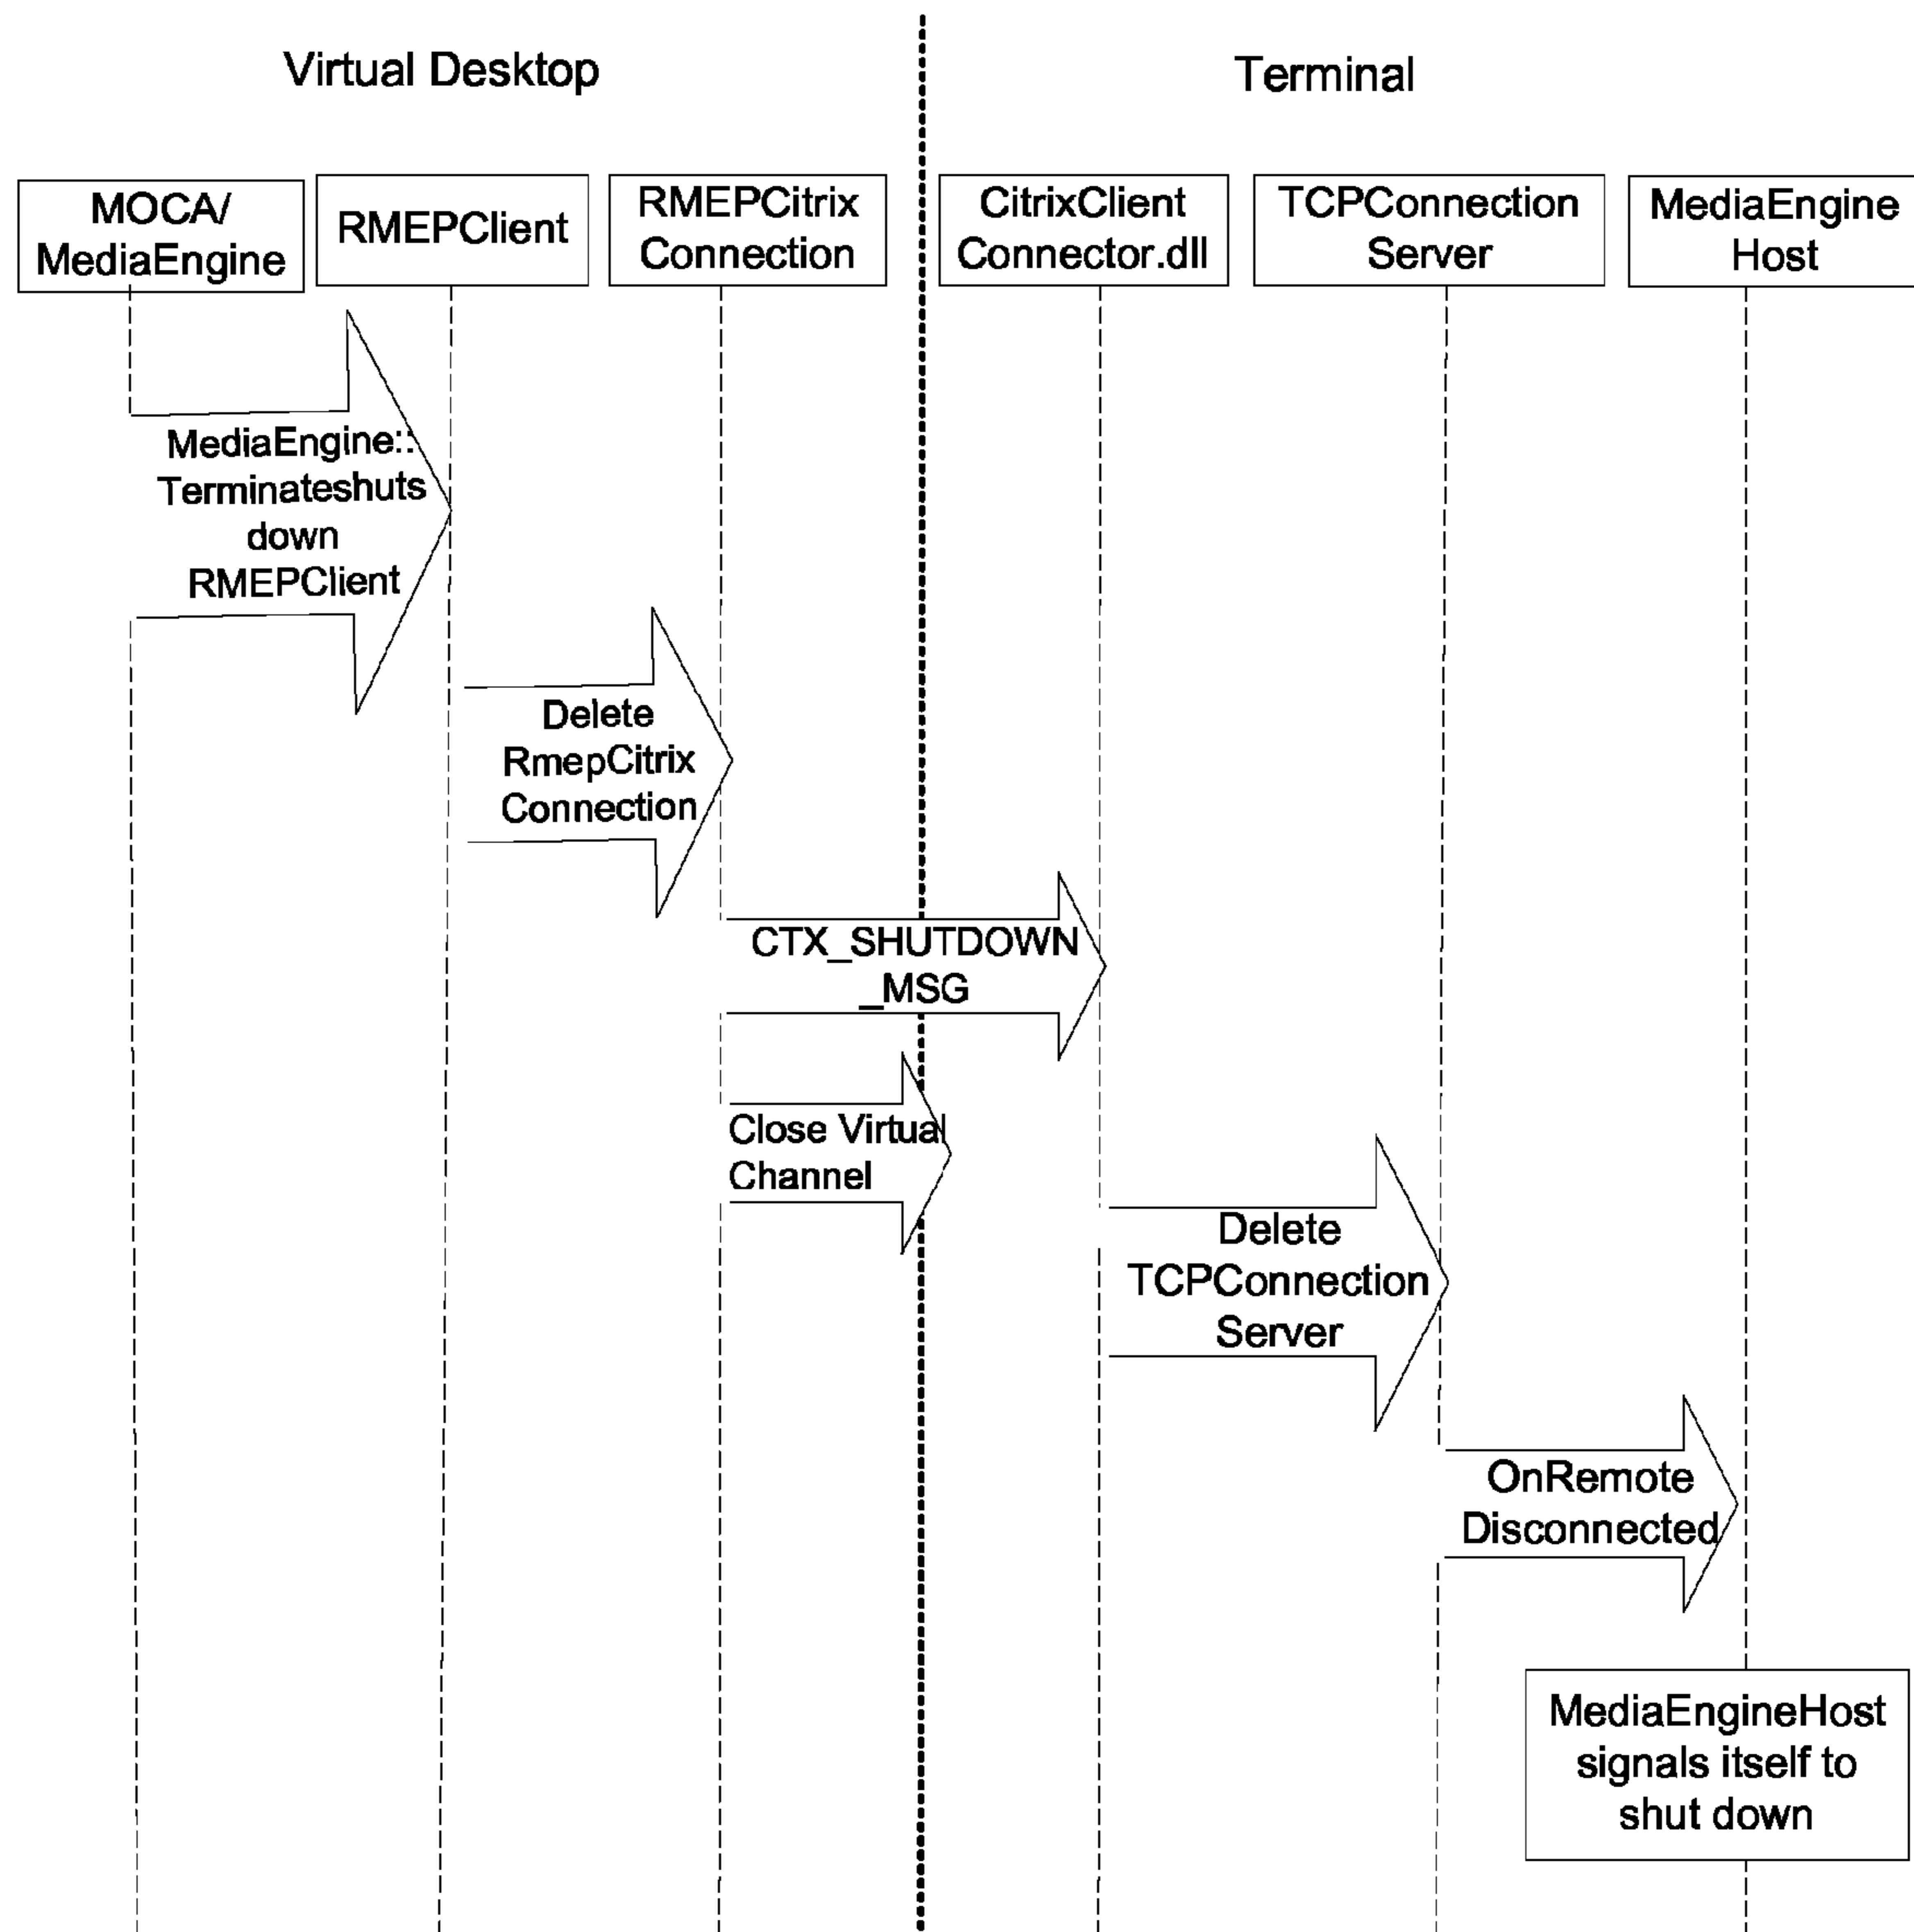 Virtual Desktop
Terminal
MOCA/
MediaEngine
RMEPClient
RMEPCitrix
Connection
CitrixClient
Connector.dll
TCPConnection
Server
MediaEngine
Host
MediaEngine::
Terminateshuts
down
RMEPClient
Delete
RmepCitrix
Connection
CTX_SHUTDOWN
_MSG
Close Virtual
Channel
Delete
TCPConnection
Server
OnRemote
Disconnected
MediaEngineHost
signals itself to
shut down